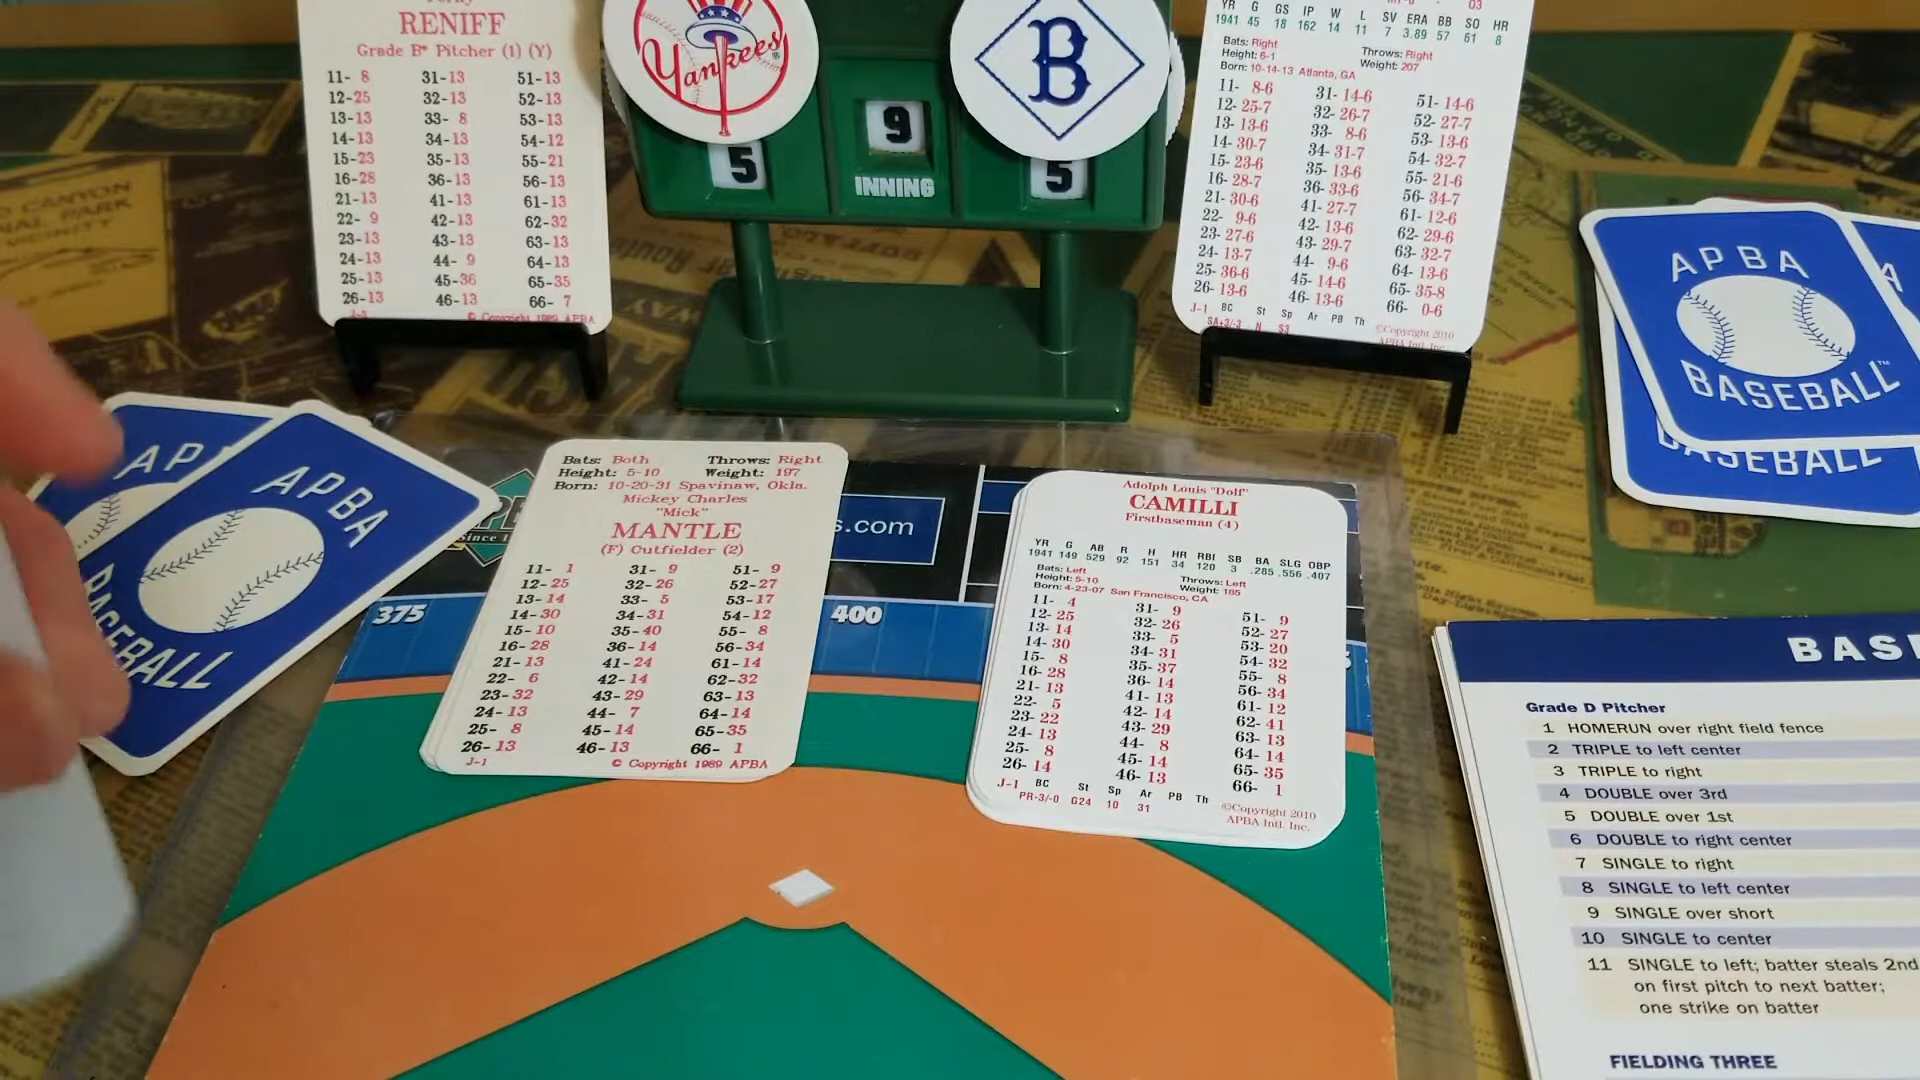 RENIFF
Grade B* Pitcher (1) (Y)
11- 8 31-13 51-13
12-25 32-13 52-13
13-13 33- 8 53-13
14-13 34-13 54-12
15-23 35-13 55-21
16-28 36-13 56-13
21-13 41-13 61-13
22- 9 42-13 62-32
23-13 43-13 63-13
24-13 44- 9 64-13
25-13 45-36 65-35
26-13 46-13 66- 7
J-1 © Copyright 1989 APBA
Yankees
B
5
9
5
INNING
YR G GS IP W L SV ERA BB SO HR
1941 45 18 162 14 11 7 3.89 57 61 8
Bats: Right Throws: Right
Height: 6-1 Weight: 207
Born: 10-14-13 Atlanta, GA
11- 8-6 31- 14-6 51- 14-6
12- 25-7 32- 26-7 52- 27-7
13- 13-6 33- 8-6 53- 13-6
14- 30-7 34- 31-7 54- 32-7
15- 23-6 35- 13-6 55- 21-6
16- 28-7 36- 33-6 56- 34-7
21- 30-6 41- 27-7 61- 12-6
22- 9-6 42- 13-6 62- 29-6
23- 27-6 43- 29-7 63- 32-7
24- 13-7 44- 9-6 64- 13-6
25- 36-6 45- 14-6 65- 35-8
26- 13-6 46- 13-6 66- 0-6
J-1 BC St Sp Ar PB Th
SA+3/-3 N S3
©Copyright 2010
APBA Intl. Inc.
APBA
BASEBALL™
BASEBALL
AP
APBA
BASEBALL
Since 1
s.com
375
400
Bats: Both Throws: Right
Height: 5-10 Weight: 197
Born: 10-20-31 Spavinaw, Okla.
Mickey Charles
"Mick"
MANTLE
(F) Outfielder (2)
11- 1 31- 9 51- 9
12-25 32-26 52-27
13-14 33- 5 53-17
14-30 34-31 54-12
15-10 35-40 55- 8
16-28 36-14 56-34
21-13 41-24 61-14
22- 6 42-14 62-32
23-32 43-29 63-13
24-13 44- 7 64-14
25- 8 45-14 65-35
26-13 46-13 66- 1
J-1 © Copyright 1989 APBA
Adolph Louis "Dolf"
CAMILLI
Firstbaseman (4)
YR G AB R H HR RBI SB BA SLG OBP
1941 149 529 92 151 34 120 3 .285 .556 .407
Bats: Left Throws: Left
Height: 5-10 Weight: 185
Born: 4-23-07 San Francisco, CA
11- 4 31- 9 51- 9
12- 25 32- 26 52- 27
13- 14 33- 5 53- 20
14- 30 34- 31 54- 32
15- 8 35- 37 55- 8
16- 28 36- 14 56- 34
21- 13 41- 13 61- 12
22- 5 42- 14 62- 41
23- 22 43- 29 63- 13
24- 13 44- 8 64- 14
25- 8 45- 14 65- 35
26- 14 46- 13 66- 1
J-1 BC St Sp Ar PB Th
PR-3/-0 G24 10 31
©Copyright 2010
APBA Intl. Inc.
BAS
Grade D Pitcher
1 HOMERUN over right field fence
2 TRIPLE to left center
3 TRIPLE to right
4 DOUBLE over 3rd
5 DOUBLE over 1st
6 DOUBLE to right center
7 SINGLE to right
8 SINGLE to left center
9 SINGLE over short
10 SINGLE to center
11 SINGLE to left; batter steals 2nd
on first pitch to next batter;
one strike on batter
FIELDING THREE